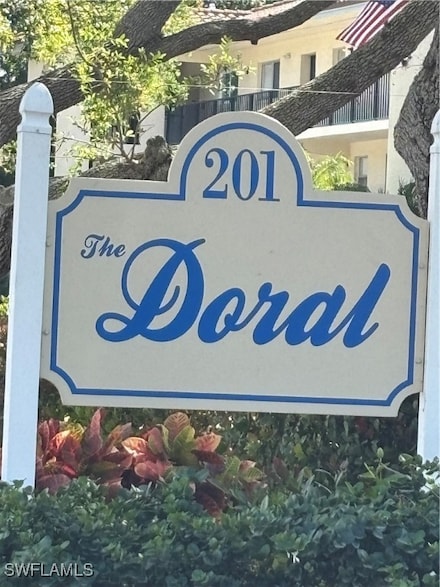 201
The
Doral
SWFLAMLS